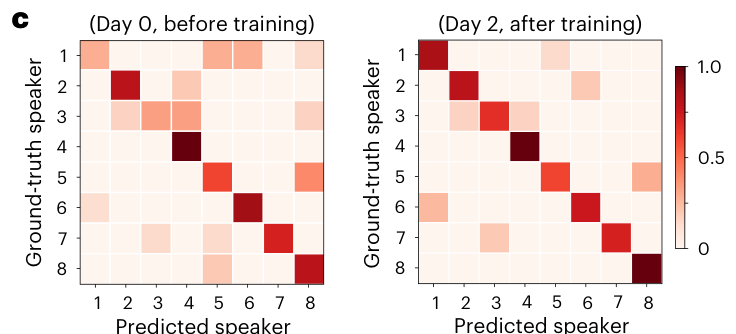 c
(Day 0, before training)
(Day 2, after training)
Ground-truth speaker
1
2
3
4
5
6
7
8
1 2 3 4 5 6 7 8
Predicted speaker
Ground-truth speaker
1
2
3
4
5
6
7
8
1 2 3 4 5 6 7 8
Predicted speaker
1.0
0.5
0